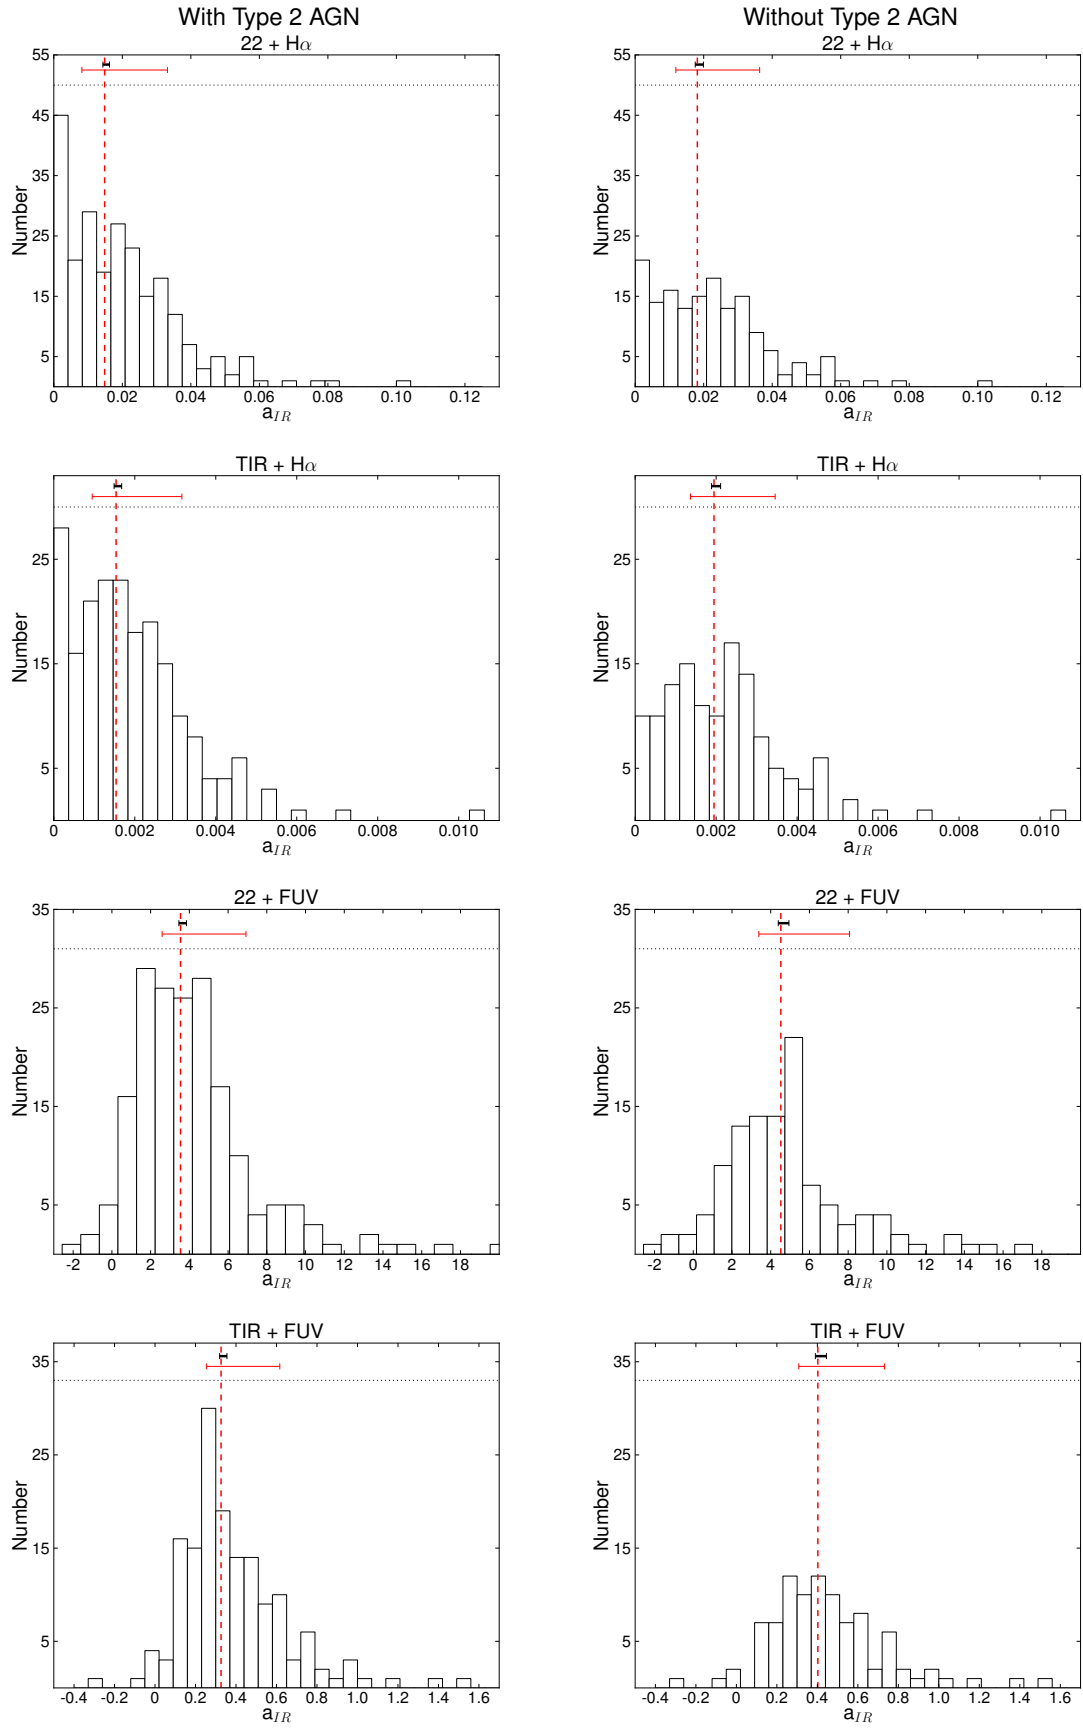 With Type 2 AGN
Without Type 2 AGN
22 + Hα
55
45
35
25
15
5
Number
0 0.02 0.04 0.06 0.08 0.10 0.12
a_IR
22 + Hα
55
45
35
25
15
5
Number
0 0.02 0.04 0.06 0.08 0.10 0.12
a_IR
TIR + Hα
25
15
5
Number
0 0.002 0.004 0.006 0.008 0.010
a_IR
TIR + Hα
25
15
5
Number
0 0.002 0.004 0.006 0.008 0.010
a_IR
22 + FUV
35
25
15
5
Number
-2 0 2 4 6 8 10 12 14 16 18
a_IR
22 + FUV
35
25
15
5
Number
-2 0 2 4 6 8 10 12 14 16 18
a_IR
TIR + FUV
35
25
15
5
Number
-0.4 -0.2 0 0.2 0.4 0.6 0.8 1.0 1.2 1.4 1.6
a_IR
TIR + FUV
35
25
15
5
Number
-0.4 -0.2 0 0.2 0.4 0.6 0.8 1.0 1.2 1.4 1.6
a_IR